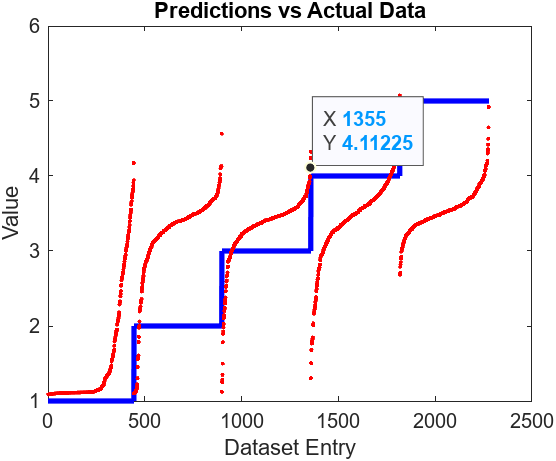 Predictions vs Actual Data
6
5
4
3
2
1
Value
X 1355
Y 4.11225
0 500 1000 1500 2000 2500
Dataset Entry